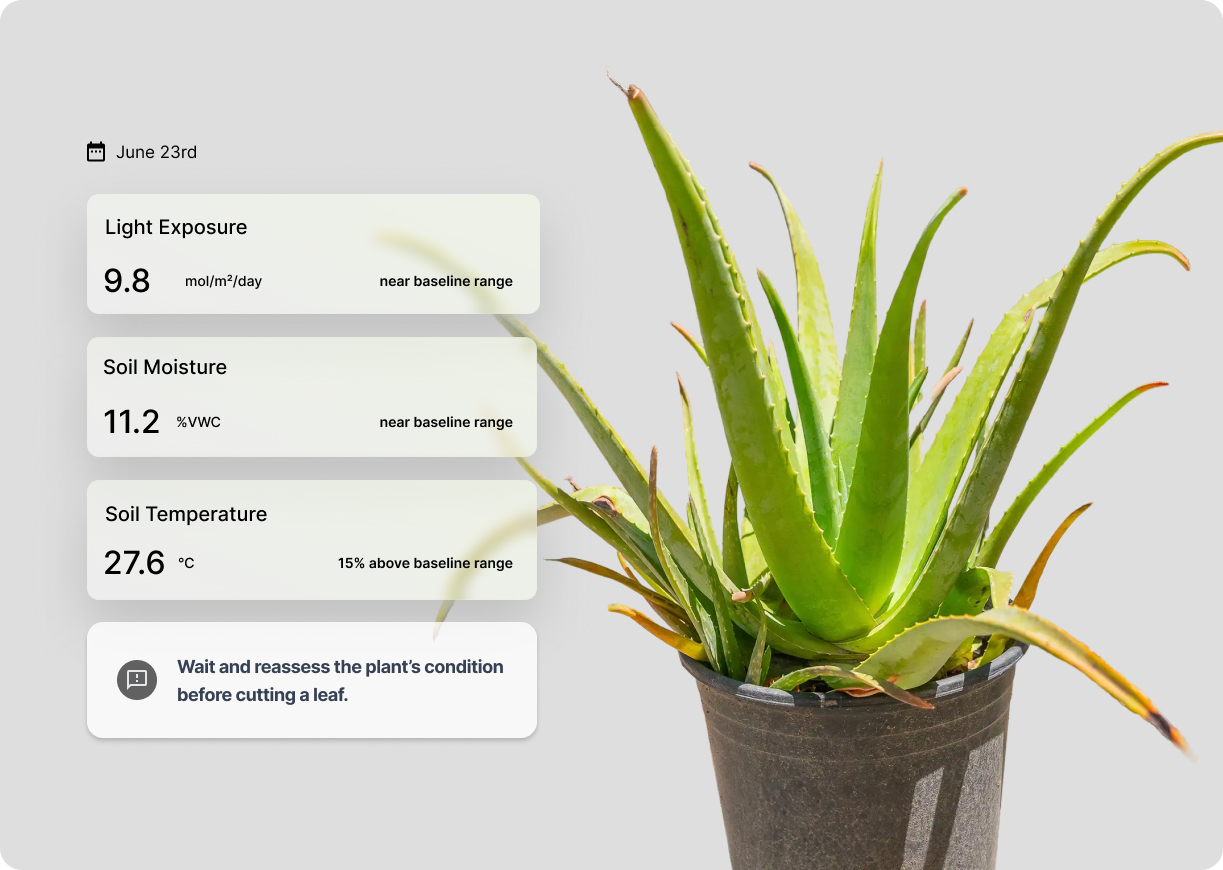 June 23rd
Light Exposure
9.8 mol/m²/day near baseline range
Soil Moisture
11.2 %VWC near baseline range
Soil Temperature
27.6 °C 15% above baseline range
Wait and reassess the plant’s condition
before cutting a leaf.